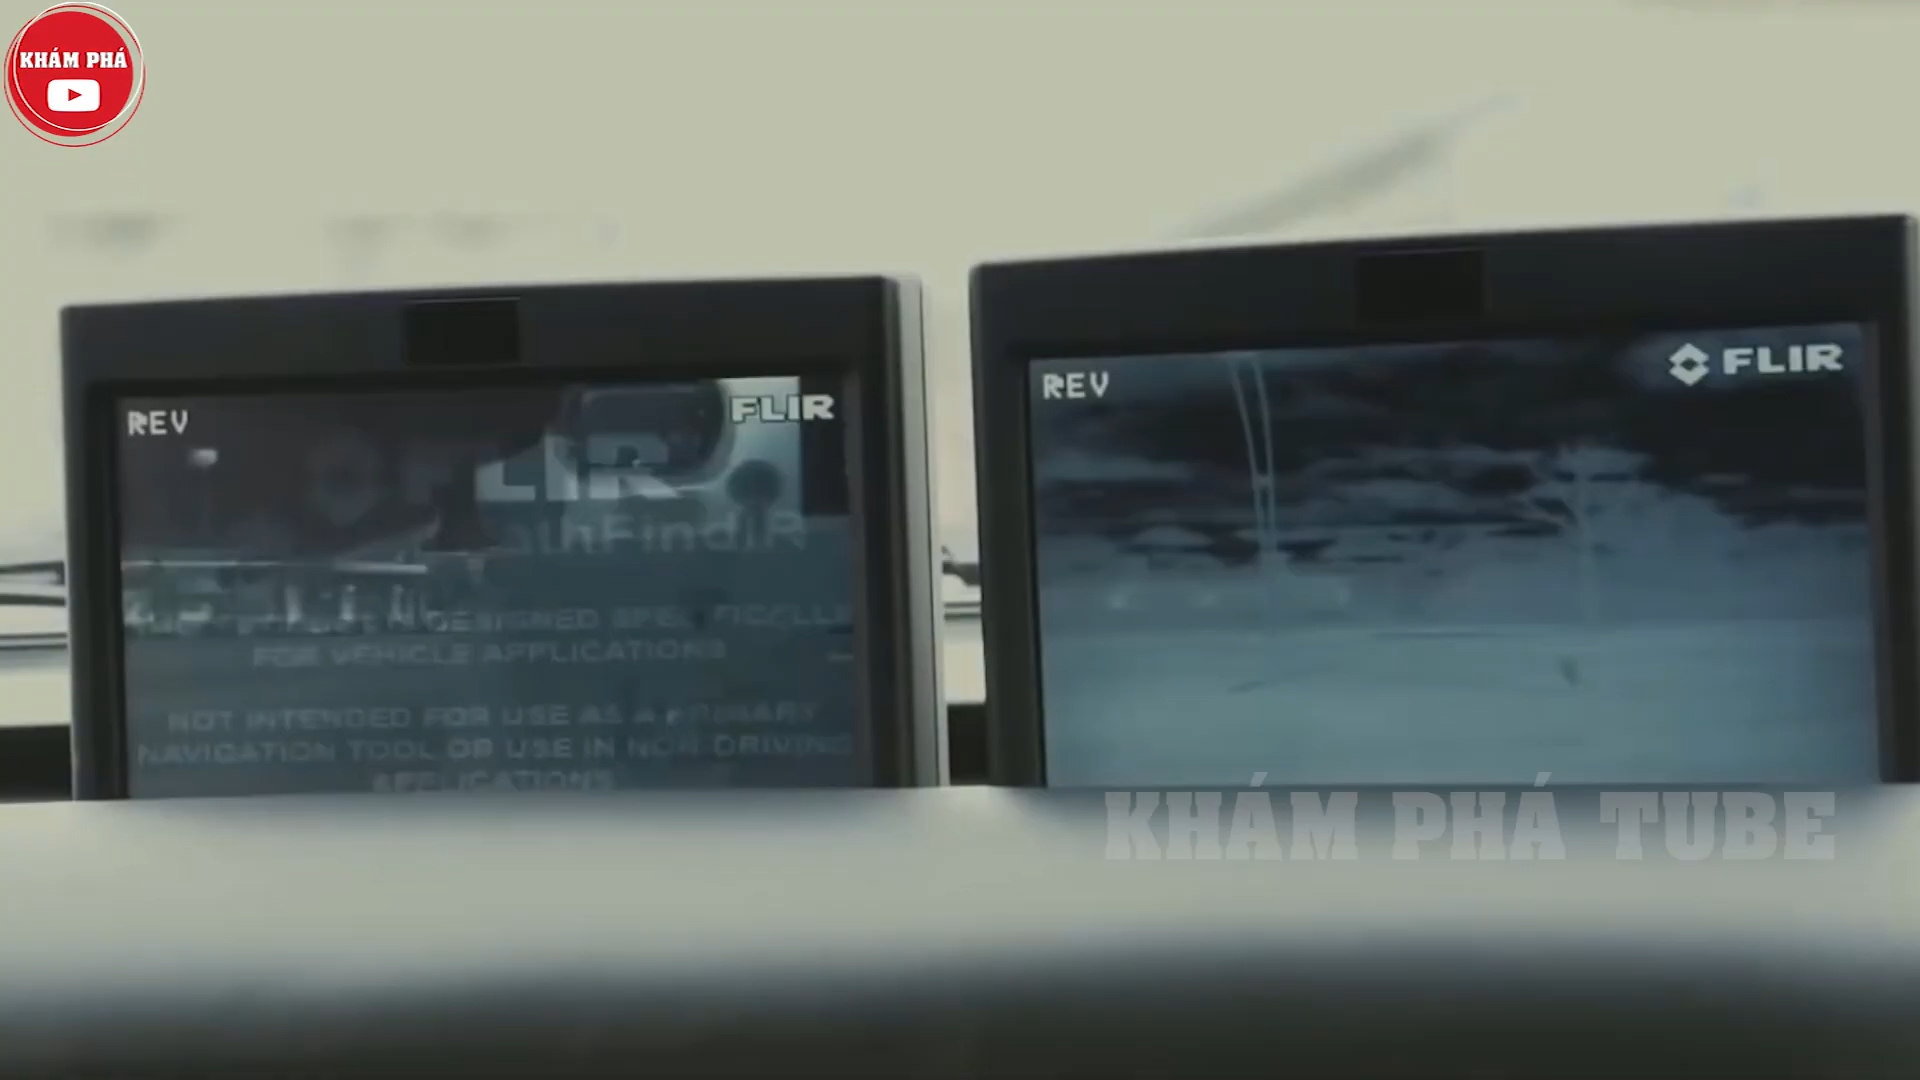 KHÁM PHÁ
REV
FLIR
FLIR
DESIGNED
FOR VEHICLE APPLICATIONS
NOT INTENDED FOR USE AS A PRIMARY
NAVIGATION TOOL OR USE IN NON DRIVING
APPLICATIONS
REV
FLIR
KHÁM PHÁ TUBE